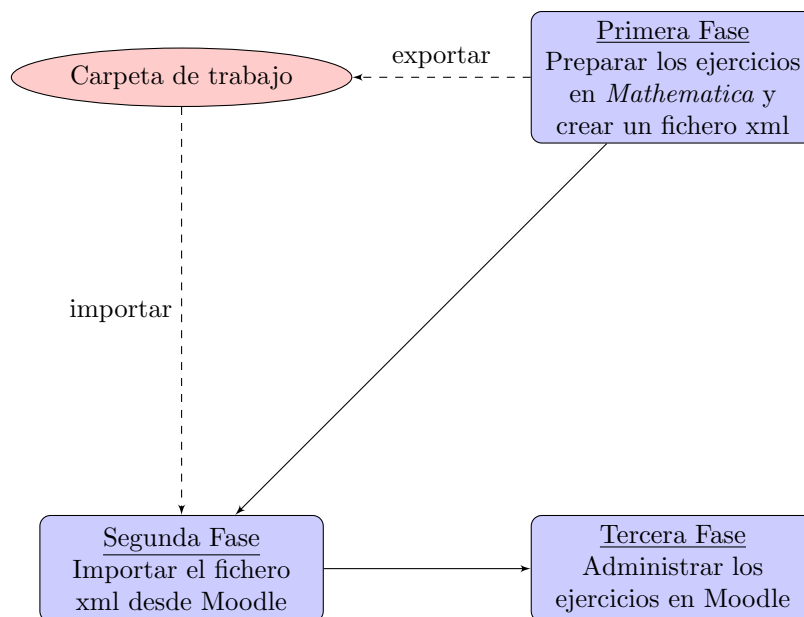 Primera Fase
Preparar los ejercicios
en Mathematica y
crear un fichero xml
exportar
Carpeta de trabajo
importar
Segunda Fase
Importar el fichero
xml desde Moodle
Tercera Fase
Administrar los
ejercicios en Moodle